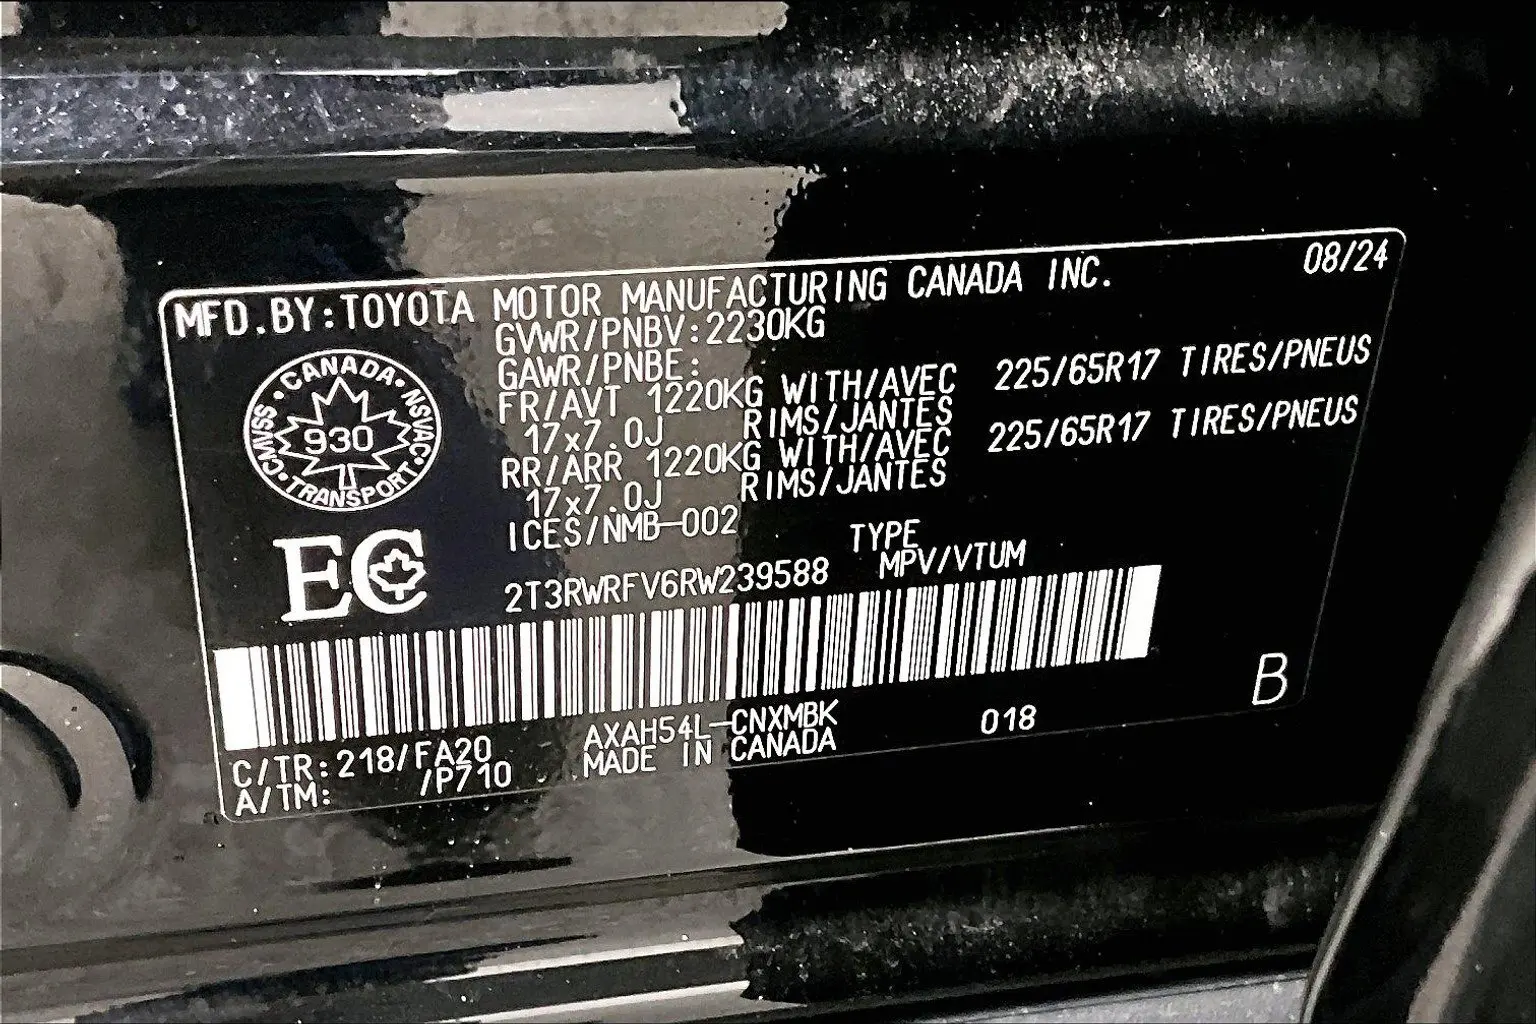 MFD.BY:TOYOTA MOTOR MANUFACTURING CANADA INC. 08/24
GVWR/PNBV:2230KG
GAWR/PNBE:
FR/AVT 1220KG WITH/AVEC 225/65R17 TIRES/PNEUS
17x7.0J RIMS/JANTES
RR/ARR 1220KG WITH/AVEC 225/65R17 TIRES/PNEUS
17x7.0J RIMS/JANTES
ICES/NMB-002
CANADA • NSVAC • TRANSPORT • CMVSS •
930
EC
TYPE
2T3RWRFV6RW239588 MPV/VTUM
B
C/TR:218/FA20 AXAH54L-CNXMBK 018
A/TM: /P710 MADE IN CANADA